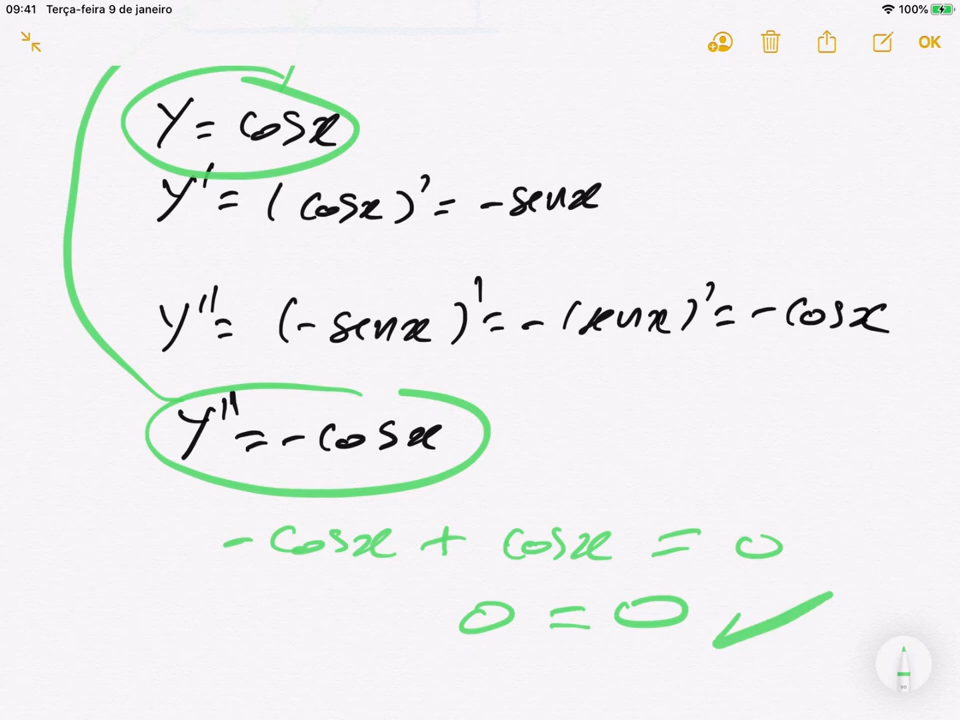 09:41 Terça-feira 9 de janeiro 100%
OK
Y = cosx
Y' = (cosx)' = -senx
Y'' = (-senx)' = -(senx)' = -cosx
Y'' = -cosx
-cosx + cosx = 0
0 = 0 ✓